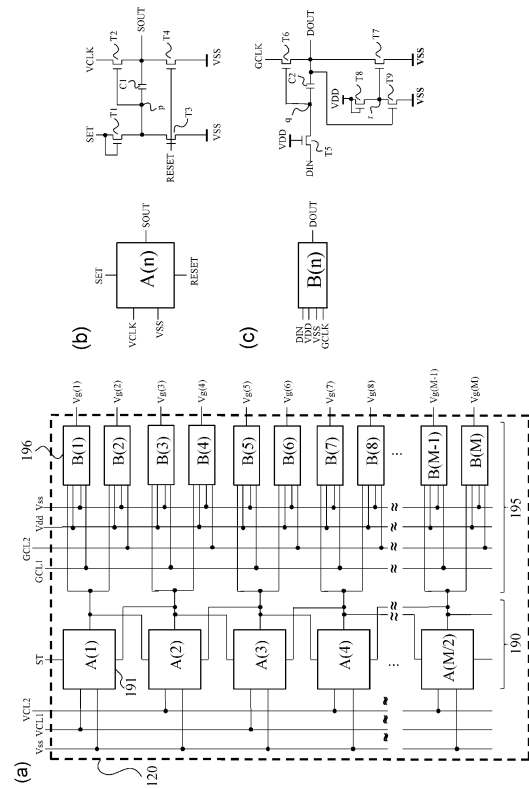 (a)
120
Vss
VCL1
VCL2
ST
GCL1
GCL2
Vdd
Vss
196
A(1)
191
A(2)
A(3)
A(4)
...
A(M/2)
B(1)
B(2)
B(3)
B(4)
B(5)
B(6)
B(7)
B(8)
...
B(M-1)
B(M)
Vg(1)
Vg(2)
Vg(3)
Vg(4)
Vg(5)
Vg(6)
Vg(7)
Vg(8)
Vg(M-1)
Vg(M)
190
195
(b)
SET
VCLK
A(n)
SOUT
VSS
RESET
SET
T1
VCLK
T2
C1
SOUT
p
T4
RESET
T3
VSS
VSS
(c)
DIN
VDD
VSS
GCLK
B(n)
DOUT
GCLK
T6
q
C2
DOUT
VDD
DIN
T5
VDD
T8
r
T7
T9
VSS
VSS